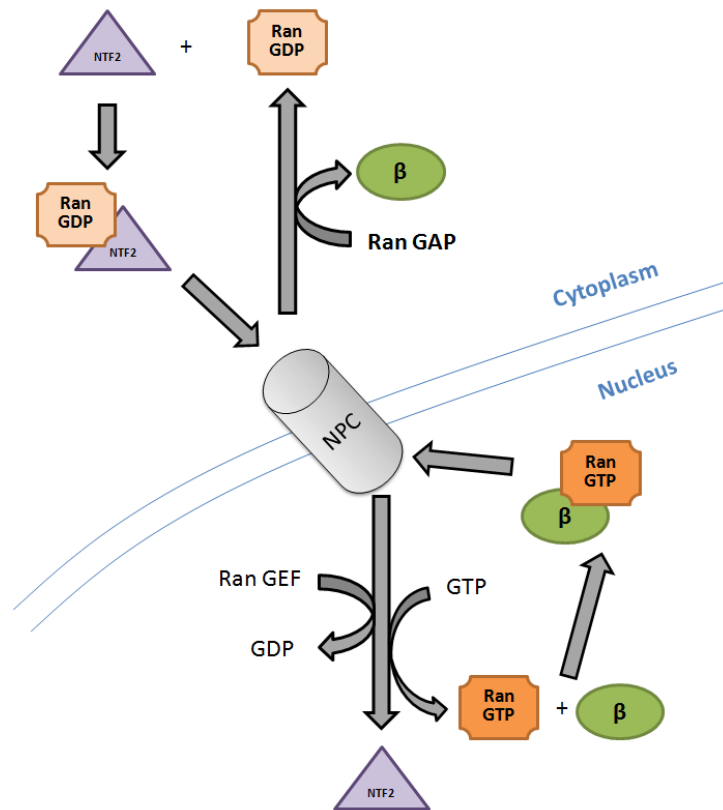 NTF2
+
Ran
GDP
Ran
GDP
NTF2
β
Ran GAP
Cytoplasm
Nucleus
NPC
Ran
GTP
β
Ran GEF
GTP
GDP
Ran
GTP
+
β
NTF2